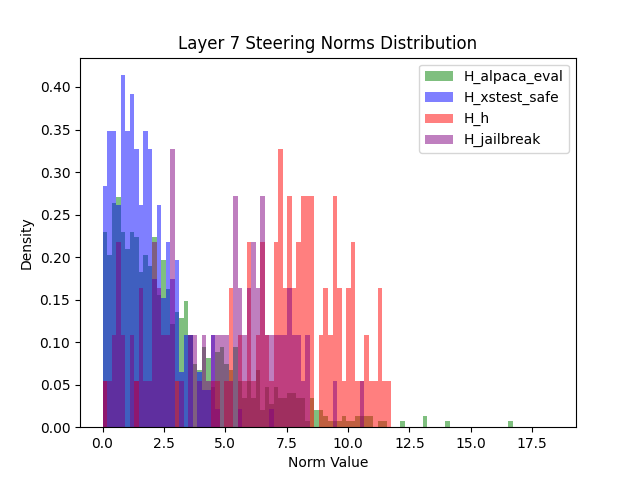 Layer 7 Steering Norms Distribution
H_alpaca_eval
H_xstest_safe
H_h
H_jailbreak
Density
0.40
0.35
0.30
0.25
0.20
0.15
0.10
0.05
0.00
0.0 2.5 5.0 7.5 10.0 12.5 15.0 17.5
Norm Value